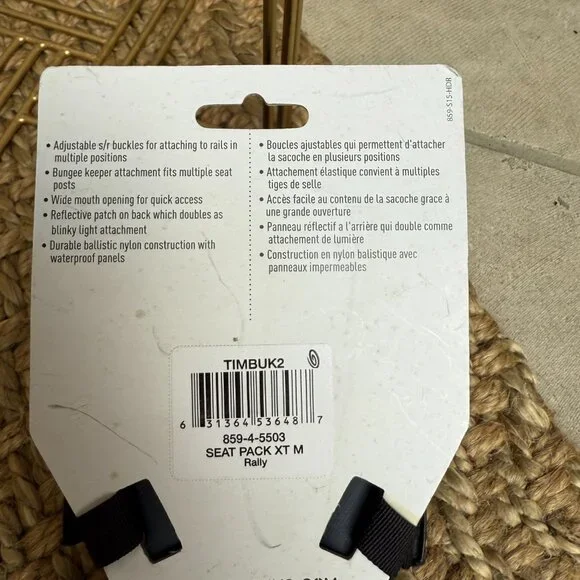 859-S15-HDR
• Adjustable s/r buckles for attaching to rails in
multiple positions
• Bungee keeper attachment fits multiple seat
posts
• Wide mouth opening for quick access
• Reflective patch on back which doubles as
blinky light attachment
• Durable ballistic nylon construction with
waterproof panels
• Boucles ajustables qui permettent d'attacher
la sacoche en plusieurs positions
• Attachement élastique convient à multiples
tiges de selle
• Accès facile au contenu de la sacoche grace à
une grande ouverture
• Panneau réflectif a l'arrière qui double comme
attachement de lumière
• Construction en nylon balistique avec
panneaux impermeables
TIMBUK2
6 31364 53648 7
859-4-5503
SEAT PACK XT M
Rally